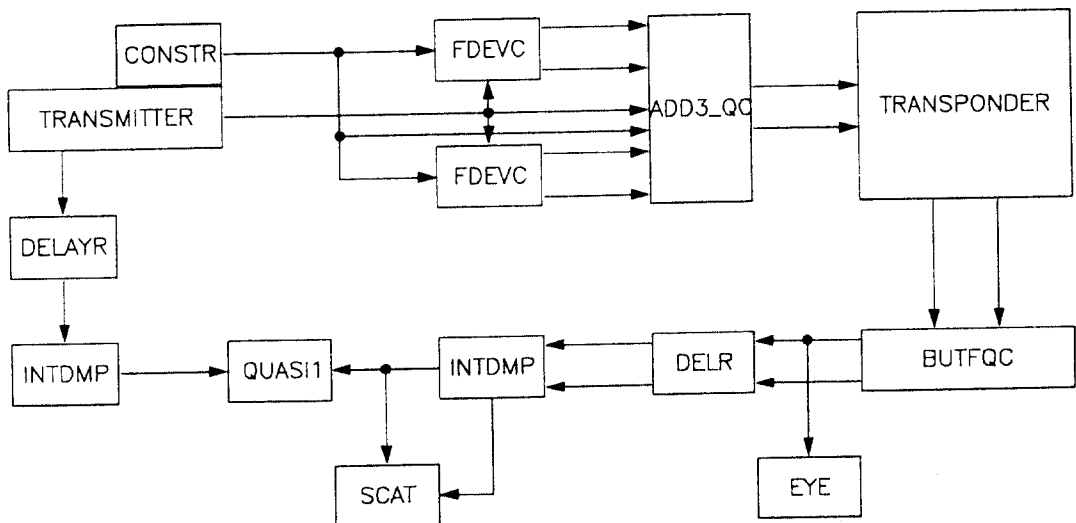 CONSTR
FDEVC
TRANSMITTER
ADD3_QC
TRANSPONDER
FDEVC
DELAYR
INTDMP
QUASI1
INTDMP
DELR
BUTFQC
SCAT
EYE